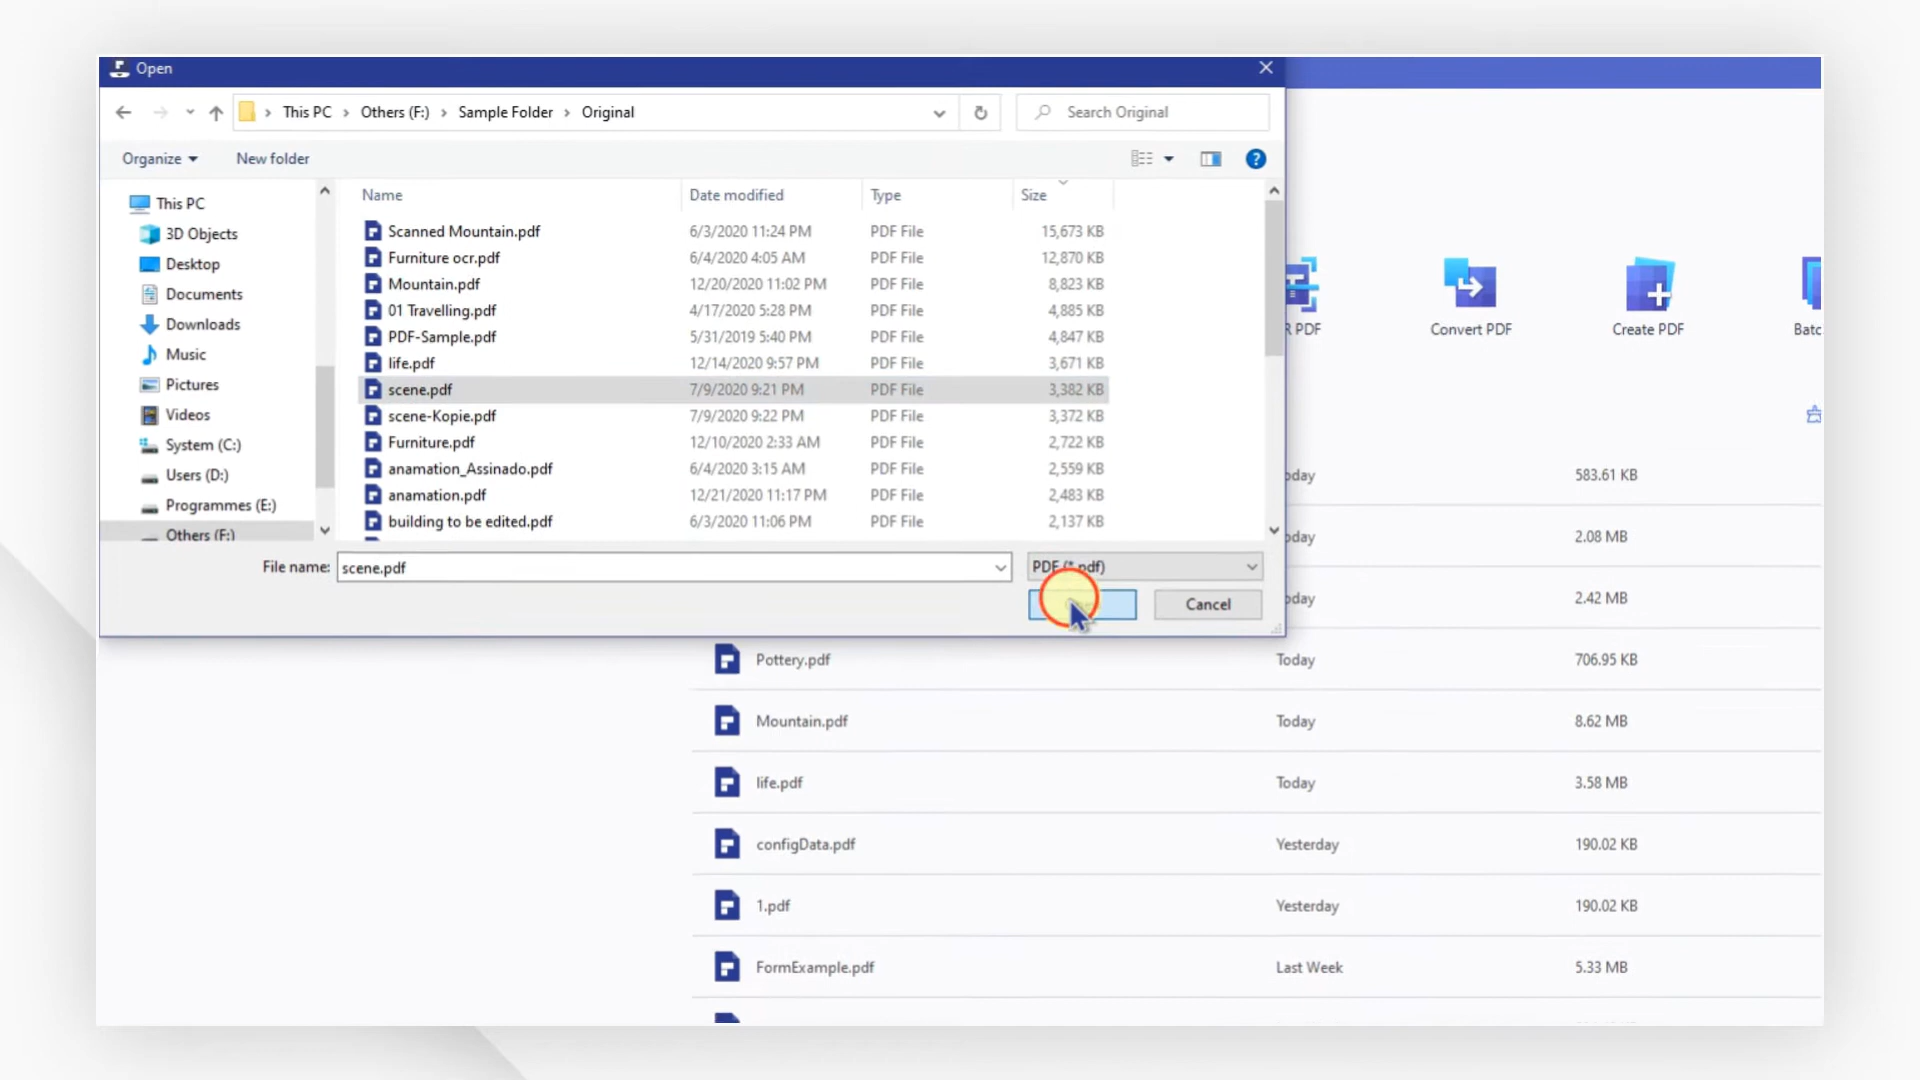 Open
This PC > Others (F:) > Sample Folder > Original
Search Original
Organize
New folder
?
This PC
3D Objects
Desktop
Documents
Downloads
Music
Pictures
Videos
System (C:)
Users (D:)
Programmes (E:)
Others (F:)
Name Date modified Type Size
Scanned Mountain.pdf 6/3/2020 11:24 PM PDF File 15,673 KB
Furniture ocr.pdf 6/4/2020 4:05 AM PDF File 12,870 KB
Mountain.pdf 12/20/2020 11:02 PM PDF File 8,823 KB
01 Travelling.pdf 4/17/2020 5:28 PM PDF File 4,885 KB
PDF-Sample.pdf 5/31/2019 5:40 PM PDF File 4,847 KB
life.pdf 12/14/2020 9:57 PM PDF File 3,671 KB
scene.pdf 7/9/2020 9:21 PM PDF File 3,382 KB
scene-Kopie.pdf 7/9/2020 9:22 PM PDF File 3,372 KB
Furniture.pdf 12/10/2020 2:33 AM PDF File 2,722 KB
anamation_Assinado.pdf 6/4/2020 3:15 AM PDF File 2,559 KB
anamation.pdf 12/21/2020 11:17 PM PDF File 2,483 KB
building to be edited.pdf 6/3/2020 11:06 PM PDF File 2,137 KB
File name: scene.pdf
PDF (*.pdf)
Cancel
R PDF
Convert PDF
Create PDF
Batc
oday 583.61 KB
oday 2.08 MB
oday 2.42 MB
Pottery.pdf Today 706.95 KB
Mountain.pdf Today 8.62 MB
life.pdf Today 3.58 MB
configData.pdf Yesterday 190.02 KB
1.pdf Yesterday 190.02 KB
FormExample.pdf Last Week 5.33 MB